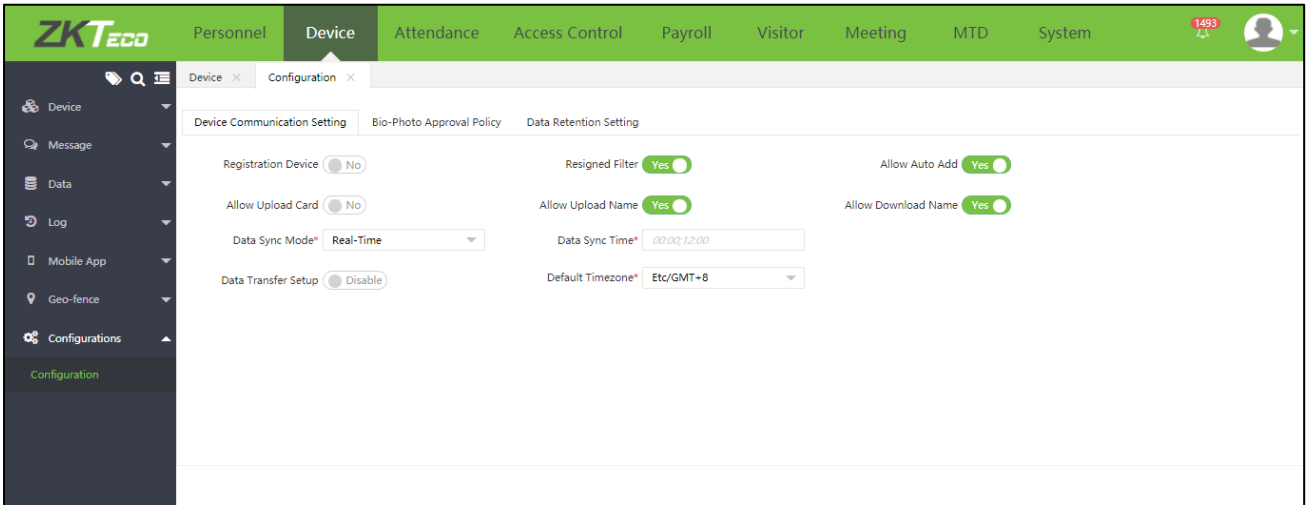 ZKTeco Personnel Device Attendance Access Control Payroll Visitor Meeting MTD System 1493
Device Configuration
Device
Message
Data
Log
Mobile App
Geo-fence
Configurations
Configuration
Device Communication Setting Bio-Photo Approval Policy Data Retention Setting
Registration Device No Resigned Filter Yes Allow Auto Add Yes
Allow Upload Card No Allow Upload Name Yes Allow Download Name Yes
Data Sync Mode* Real-Time Data Sync Time* 00:00;12:00
Data Transfer Setup Disable Default Timezone* Etc/GMT+8